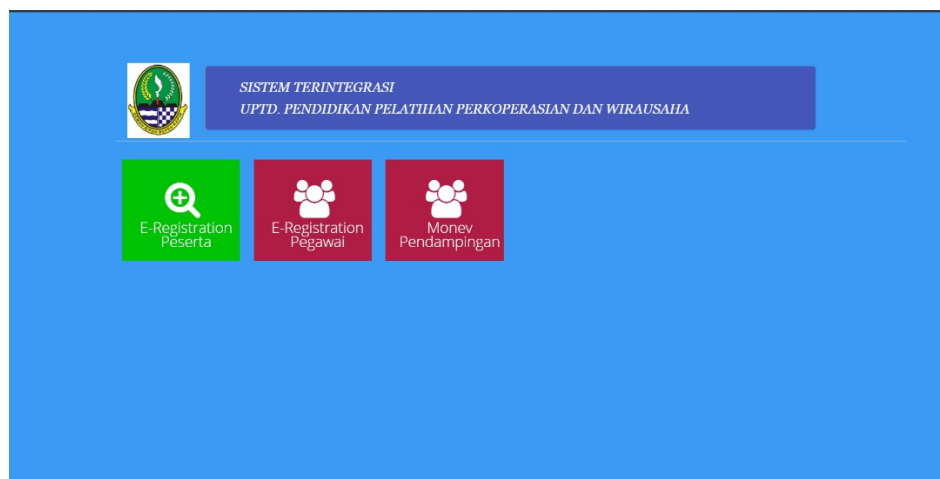 SISTEM TERINTEGRASI
UPTD. PENDIDIKAN PELATIHAN PERKOPERASIAN DAN WIRAUSAHA
E-Registration
Peserta
E-Registration
Pegawai
Monev
Pendampingan